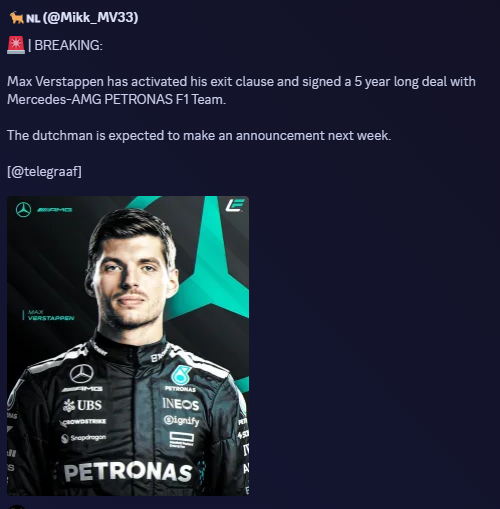 🐐🇳🇱 (@Mikk_MV33)
🚨 | BREAKING:
Max Verstappen has activated his exit clause and signed a 5 year long deal with
Mercedes-AMG PETRONAS F1 Team.
The dutchman is expected to make an announcement next week.
[@telegraaf]
AMG
MAX
VERSTAPPEN
AMG
PETRONAS
UBS
INEOS
CROWDSTRIKE
Signify
Snapdragon
PETRONAS